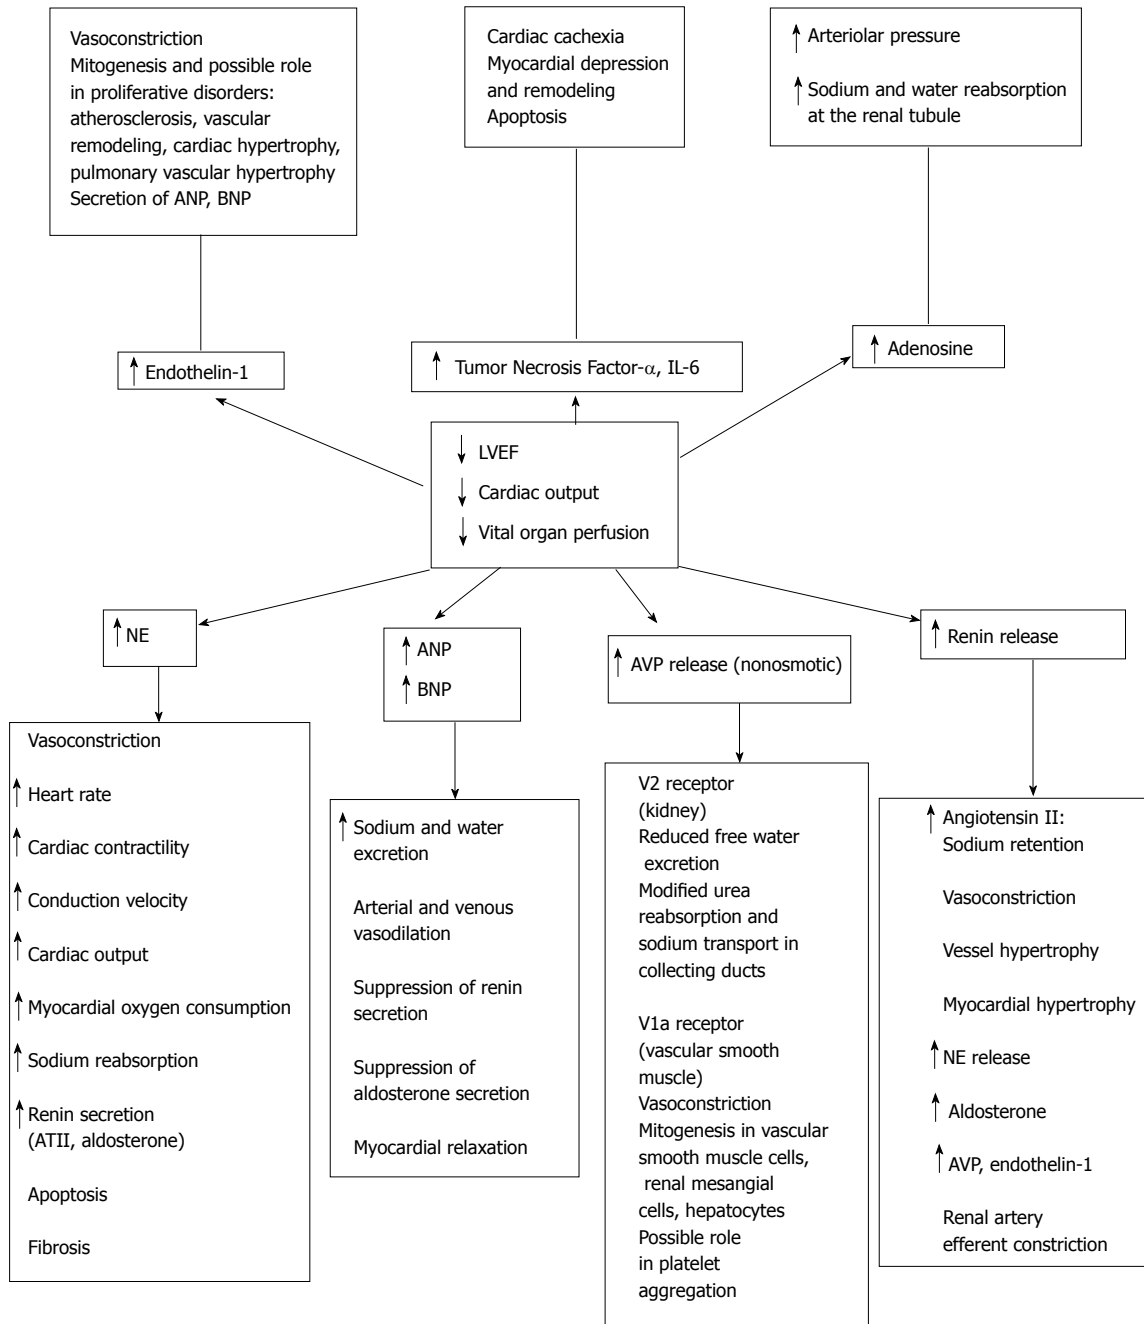 Vasoconstriction
Mitogenesis and possible role
in proliferative disorders:
atherosclerosis, vascular
remodeling, cardiac hypertrophy,
pulmonary vascular hypertrophy
Secretion of ANP, BNP
Cardiac cachexia
Myocardial depression
and remodeling
Apoptosis
↑ Arteriolar pressure
↑ Sodium and water reabsorption
at the renal tubule
↑ Endothelin-1
↑ Tumor Necrosis Factor-α, IL-6
↑ Adenosine
↓ LVEF
↓ Cardiac output
↓ Vital organ perfusion
↑ NE
↑ ANP
↑ BNP
↑ AVP release (nonosmotic)
↑ Renin release
Vasoconstriction
↑ Heart rate
↑ Cardiac contractility
↑ Conduction velocity
↑ Cardiac output
↑ Myocardial oxygen consumption
↑ Sodium reabsorption
↑ Renin secretion
(ATII, aldosterone)
Apoptosis
Fibrosis
↑ Sodium and water
excretion
Arterial and venous
vasodilation
Suppression of renin
secretion
Suppression of
aldosterone secretion
Myocardial relaxation
V2 receptor
(kidney)
Reduced free water
excretion
Modified urea
reabsorption and
sodium transport in
collecting ducts
V1a receptor
(vascular smooth
muscle)
Vasoconstriction
Mitogenesis in vascular
smooth muscle cells,
renal mesangial
cells, hepatocytes
Possible role
in platelet
aggregation
↑ Angiotensin II:
Sodium retention
Vasoconstriction
Vessel hypertrophy
Myocardial hypertrophy
↑ NE release
↑ Aldosterone
↑ AVP, endothelin-1
Renal artery
efferent constriction